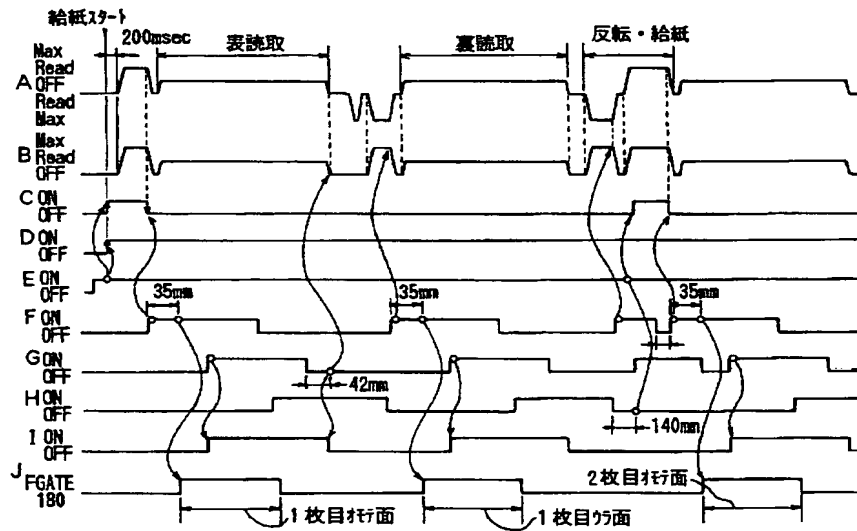 給紙スタート
200msec
表読取
裏読取
反転・給紙
Max
Read
A OFF
Read
Max
Max
Read
B OFF
C ON
OFF
D ON
OFF
E ON
OFF
35mm
35mm
35mm
F ON
OFF
G ON
OFF
42mm
H ON
OFF
140mm
I ON
OFF
J FGATE
180
1枚目オモテ面
1枚目ウラ面
2枚目オモテ面